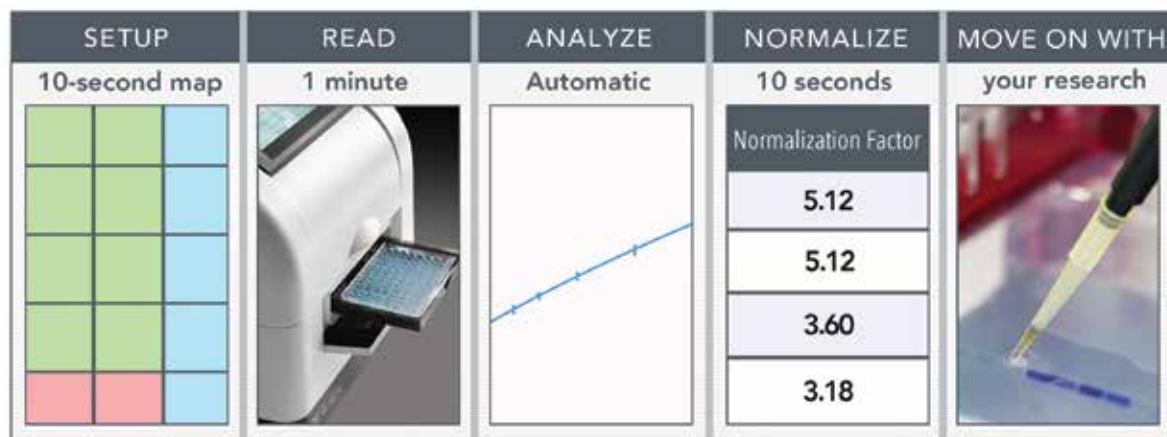 SETUP
10-second map
READ
1 minute
ANALYZE
Automatic
NORMALIZE
10 seconds
Normalization Factor
5.12
5.12
3.60
3.18
MOVE ON WITH
your research